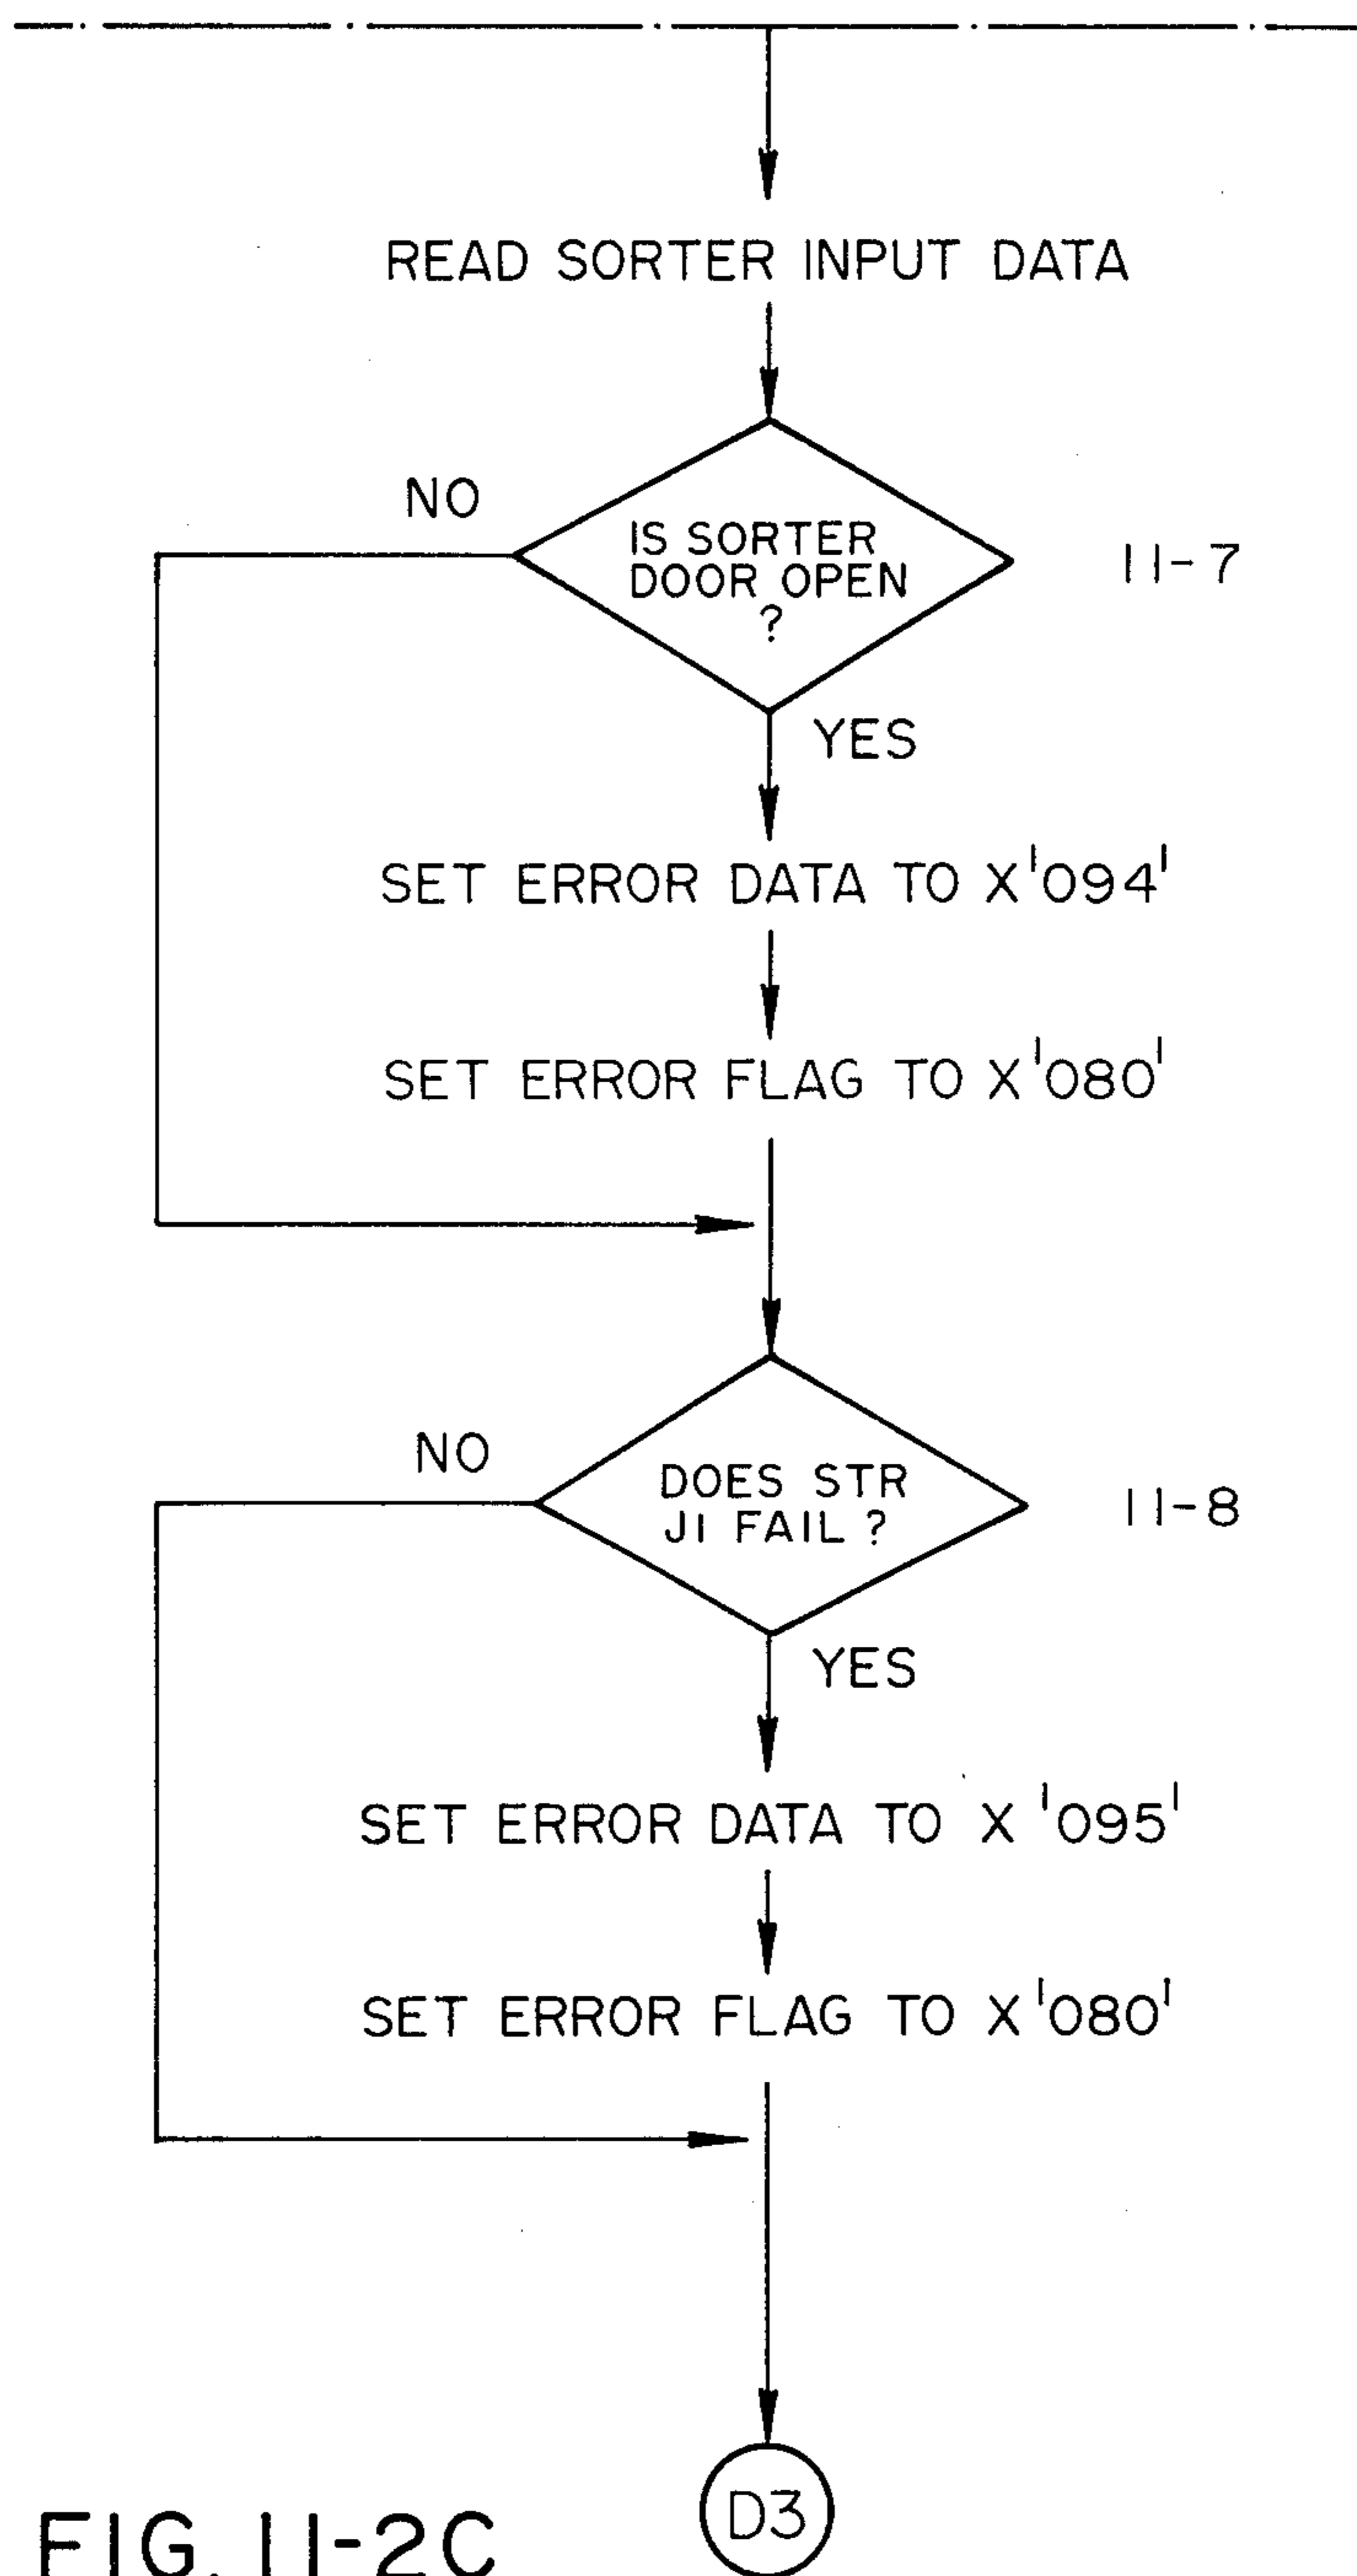 READ SORTER INPUT DATA
NO
IS SORTER
DOOR OPEN
?
11-7
YES
SET ERROR DATA TO X'094'
SET ERROR FLAG TO X'080'
NO
DOES STR
J1 FAIL ?
11-8
YES
SET ERROR DATA TO X '095'
SET ERROR FLAG TO X'080'
D3
FIG. 11-2C